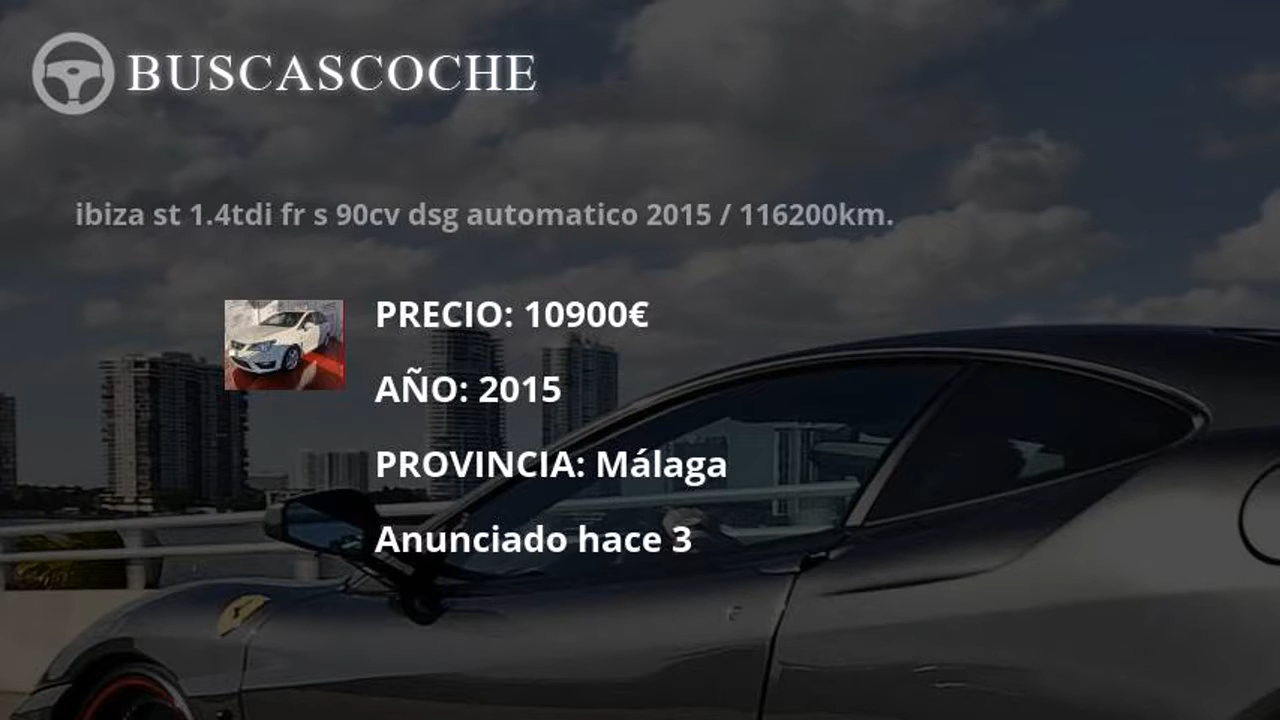 BUSCASCOCHE
ibiza st 1.4tdi fr s 90cv dsg automatico 2015 / 116200km.
PRECIO: 10900€
AÑO: 2015
PROVINCIA: Málaga
Anunciado hace 3